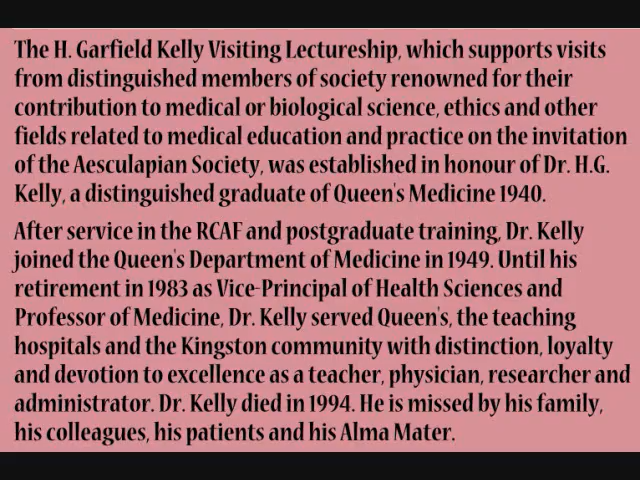 The H. Garfield Kelly Visiting Lectureship, which supports visits
from distinguished members of society renowned for their
contribution to medical or biological science, ethics and other
fields related to medical education and practice on the invitation
of the Aesculapian Society, was established in honour of Dr. H.G.
Kelly, a distinguished graduate of Queen's Medicine 1940.
After service in the RCAF and postgraduate training, Dr. Kelly
joined the Queen's Department of Medicine in 1949. Until his
retirement in 1983 as Vice-Principal of Health Sciences and
Professor of Medicine, Dr. Kelly served Queen's, the teaching
hospitals and the Kingston community with distinction, loyalty
and devotion to excellence as a teacher, physician, researcher and
administrator. Dr. Kelly died in 1994. He is missed by his family,
his colleagues, his patients and his Alma Mater.